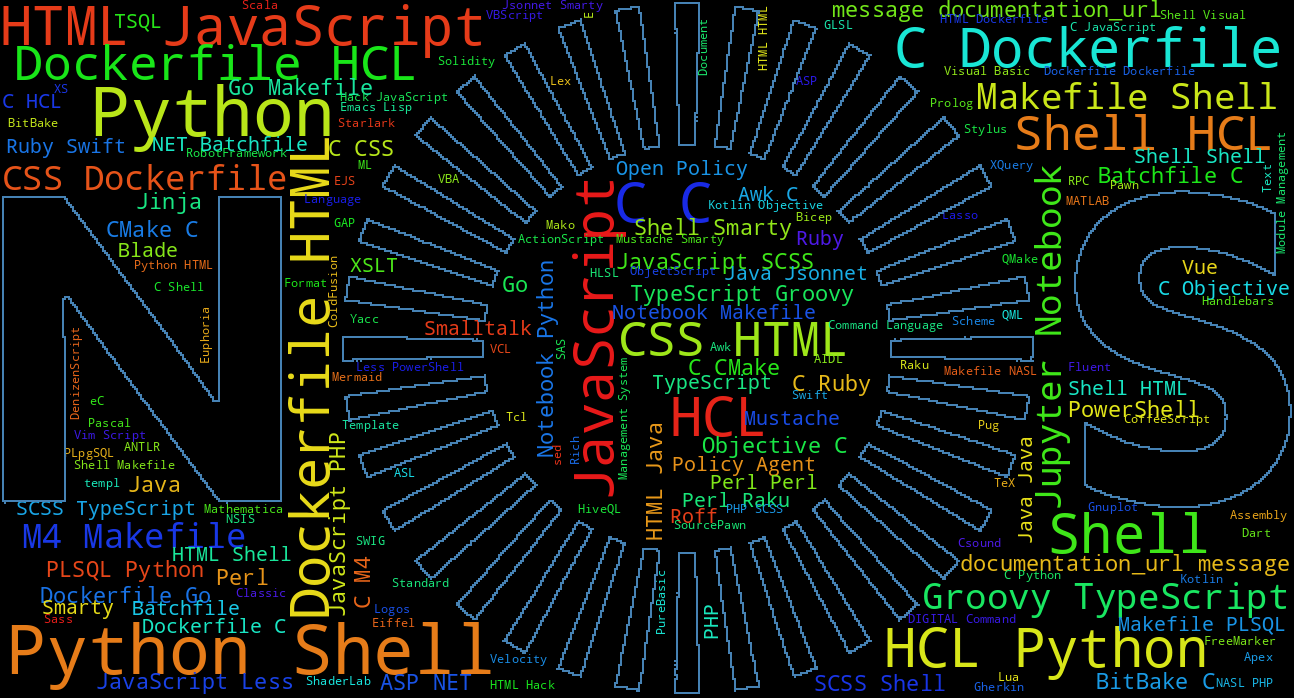 Scala
Jsonnet Smarty
HTML JavaScript
TSQL
VBScript
E
Document
HTML HTML
message documentation_url
HTML Dockerfile
Shell Visual
GLSL
C JavaScript
Dockerfile HCL
Solidity
C Dockerfile
Lex
ASP
Visual Basic
Dockerfile Dockerfile
XS
Go Makefile
C HCL
Python
Hack JavaScript
Emacs Lisp
Prolog
Makefile Shell
BitBake
Starlark
Stylus
Shell HCL
Ruby Swift
NET Batchfile
RobotFramework
C CSS
ML
Shell Shell
Text
Module Management
XQuery
Open Policy
CSS Dockerfile
EJS
VBA
RPC
Pawn
Batchfile C
Jinja
Language
C C
Awk C
Kotlin Objective
MATLAB
GAP
Mako
Shell Smarty
Bicep
Lasso
CMake C
ActionScript
Mustache Smarty
Ruby
Blade
Python HTML
XSLT
JavaScript SCSS
HLSL
ObjectScript
Java Jsonnet
QMake
Vue
C Shell
Format
ColdFusion
Go
TypeScript Groovy
C Objective
Handlebars
Euphoria
Yacc
Notebook Makefile
Command Language
Scheme
QML
Dockerfile HTML
Smalltalk
Notebook Python
JavaScript
CSS HTML
Jupyter Notebook
VCL
SAS
Awk
AIDL
DenizenScript
Less PowerShell
Mermaid
C CMake
Raku
Makefile NASL
Fluent
TypeScript
C Ruby
Swift
Shell HTML
eC
PowerShell
CoffeeScript
Pascal
Template
Tcl
HCL
Mustache
Pug
Vim Script
ANTLR
PLpgSQL
Management System
Objective C
Shell Makefile
sed
Rich
Policy Agent
templ
Java
ASL
Perl Perl
TeX
Java Java
HTML Java
Perl Raku
SCSS TypeScript
Mathematica
NSIS
HiveQL
Roff
PHP SCSS
SourcePawn
Gnuplot
Assembly
M4 Makefile
SWIG
Csound
Shell
Dart
HTML Shell
JavaScript PHP
C M4
PLSQL Python
Perl
Standard
documentation_url message
C Python
Kotlin
Dockerfile Go
Classic
Smarty
Batchfile
Logos
PureBasic
PHP
Groovy TypeScript
Sass
Dockerfile C
Eiffel
DIGITAL Command
Makefile PLSQL
Python Shell
HCL Python
FreeMarker
Velocity
Apex
JavaScript Less
ShaderLab
ASP NET
HTML Hack
SCSS Shell
Lua
Gherkin
BitBake C
NASL PHP
N
S